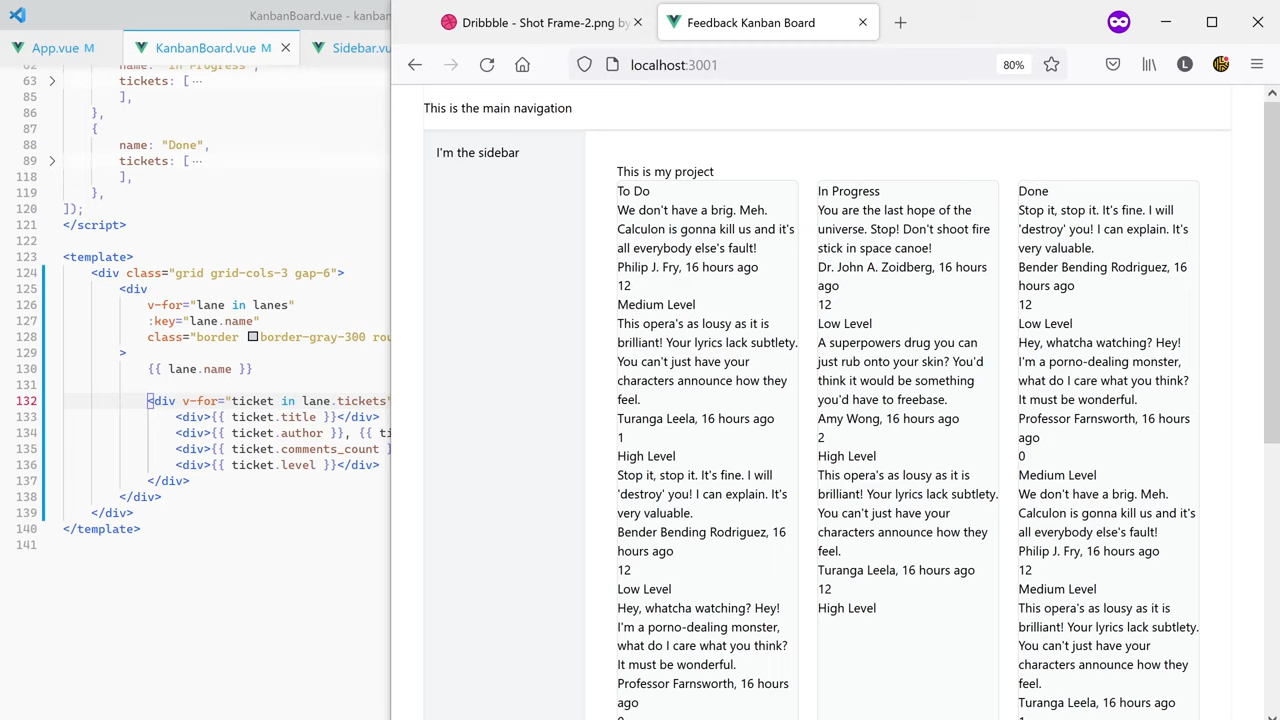 KanbanBoard.vue - kanban
App.vue M
KanbanBoard.vue M
Sidebar.vu
name: "In Progress",
63 tickets: [ ···
85 ],
86 },
87 {
88 name: "Done",
89 tickets: [ ···
118 ],
119 },
120 ]);
121 </script>
122
123 <template>
124 <div class="grid grid-cols-3 gap-6">
125 <div
126 v-for="lane in lanes"
127 :key="lane.name"
128 class="border border-gray-300 rou
129 >
130 {{ lane.name }}
131
132 <div v-for="ticket in lane.tickets"
133 <div>{{ ticket.title }}</div>
134 <div>{{ ticket.author }}, {{ ti
135 <div>{{ ticket.comments_count }
136 <div>{{ ticket.level }}</div>
137 </div>
138 </div>
139 </div>
140 </template>
141
Dribbble - Shot Frame-2.png by
Feedback Kanban Board
localhost:3001
80%
L
This is the main navigation
I'm the sidebar
This is my project
To Do
We don't have a brig. Meh.
Calculon is gonna kill us and it's
all everybody else's fault!
Philip J. Fry, 16 hours ago
12
Medium Level
This opera's as lousy as it is
brilliant! Your lyrics lack subtlety.
You can't just have your
characters announce how they
feel.
Turanga Leela, 16 hours ago
1
High Level
Stop it, stop it. It's fine. I will
'destroy' you! I can explain. It's
very valuable.
Bender Bending Rodriguez, 16
hours ago
12
Low Level
Hey, whatcha watching? Hey!
I'm a porno-dealing monster,
what do I care what you think?
It must be wonderful.
Professor Farnsworth, 16 hours
ago
In Progress
You are the last hope of the
universe. Stop! Don't shoot fire
stick in space canoe!
Dr. John A. Zoidberg, 16 hours
ago
12
Low Level
A superpowers drug you can
just rub onto your skin? You'd
think it would be something
you'd have to freebase.
Amy Wong, 16 hours ago
2
High Level
This opera's as lousy as it is
brilliant! Your lyrics lack subtlety.
You can't just have your
characters announce how they
feel.
Turanga Leela, 16 hours ago
12
High Level
Done
Stop it, stop it. It's fine. I will
'destroy' you! I can explain. It's
very valuable.
Bender Bending Rodriguez, 16
hours ago
12
Low Level
Hey, whatcha watching? Hey!
I'm a porno-dealing monster,
what do I care what you think?
It must be wonderful.
Professor Farnsworth, 16 hours
ago
0
Medium Level
We don't have a brig. Meh.
Calculon is gonna kill us and it's
all everybody else's fault!
Philip J. Fry, 16 hours ago
12
Medium Level
This opera's as lousy as it is
brilliant! Your lyrics lack subtlety.
You can't just have your
characters announce how they
feel.
Turanga Leela, 16 hours ago